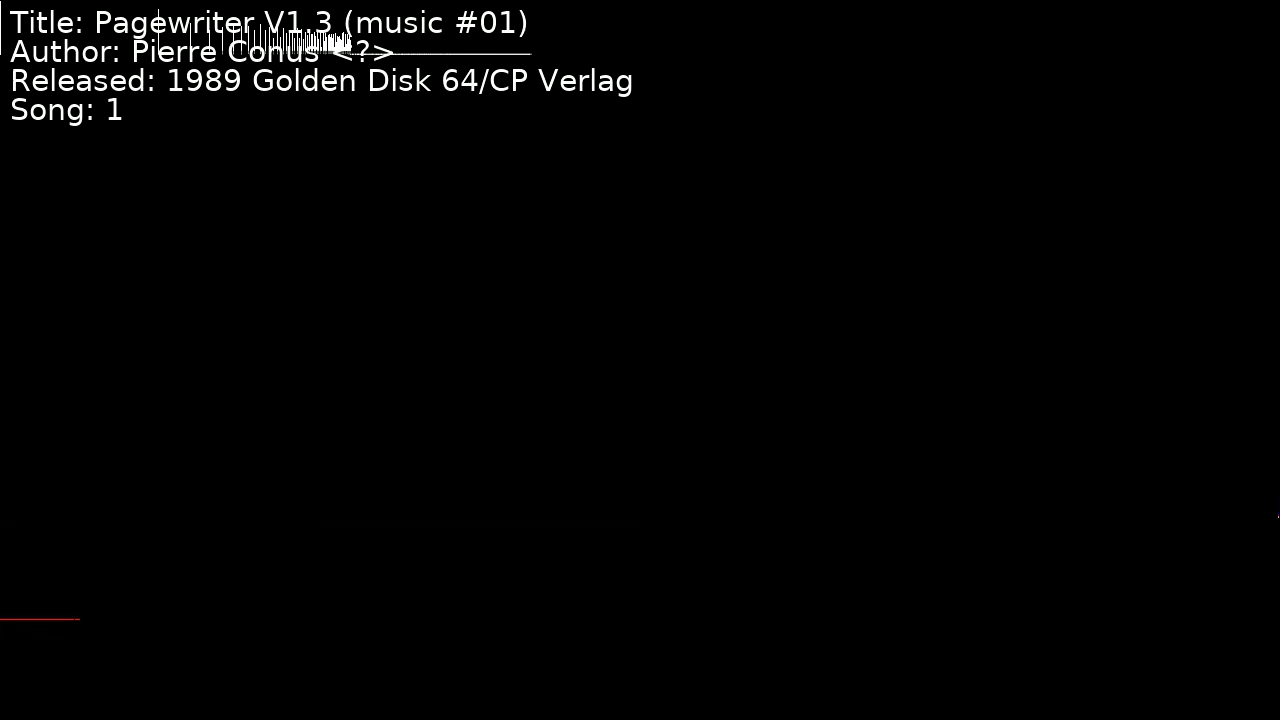 Title: Pagewriter V1.3 (music #01)
Author: Pierre Conus <?>
Released: 1989 Golden Disk 64/CP Verlag
Song: 1